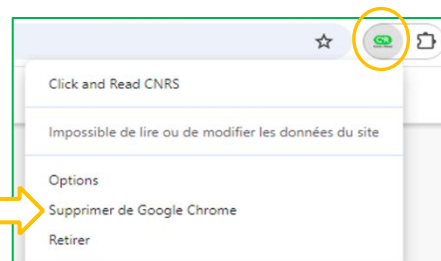 Click and Read CNRS
Impossible de lire ou de modifier les données du site
Options
Supprimer de Google Chrome
Retirer